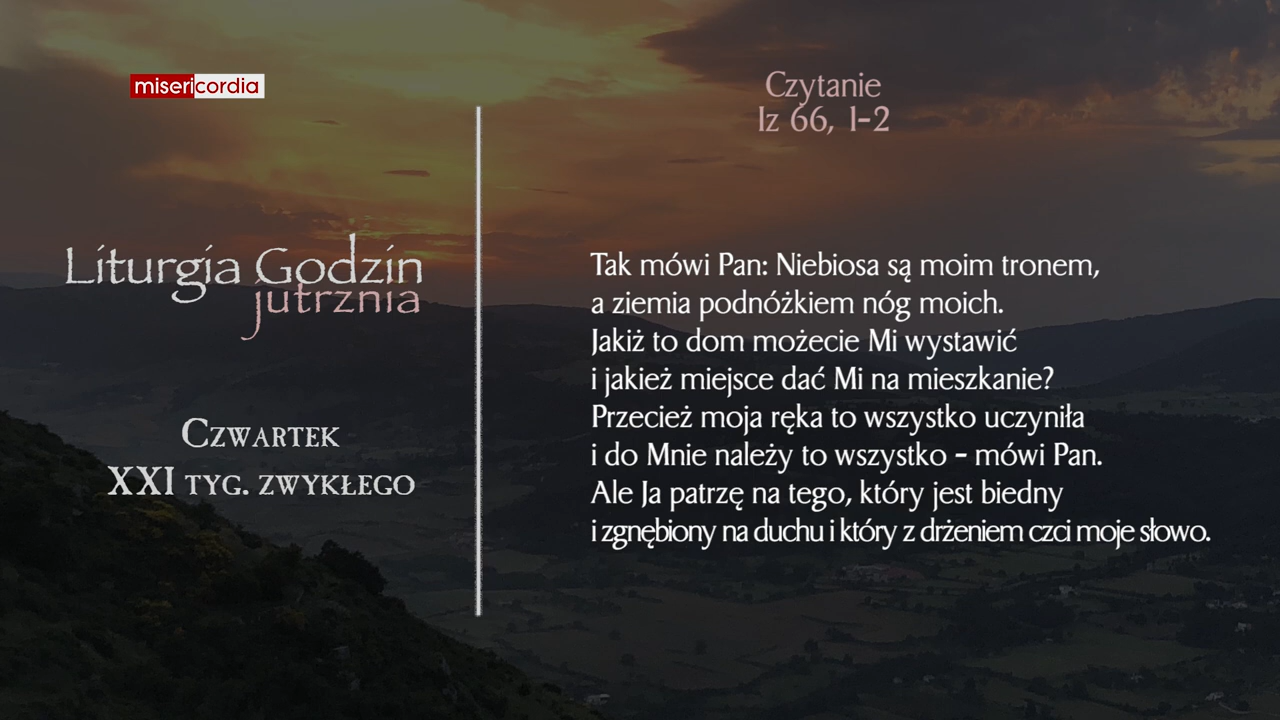 misericordia
Liturgia Godzin
jutrznia
Czwartek
XXI tyg. zwykłego
Czytanie
Iz 66, 1-2
Tak mówi Pan: Niebiosa są moim tronem,
a ziemia podnóżkiem nóg moich.
Jakiż to dom możecie Mi wystawić
i jakież miejsce dać Mi na mieszkanie?
Przecież moja ręka to wszystko uczyniła
i do Mnie należy to wszystko – mówi Pan.
Ale Ja patrzę na tego, który jest biedny
i zgnębiony na duchu i który z drżeniem czci moje słowo.